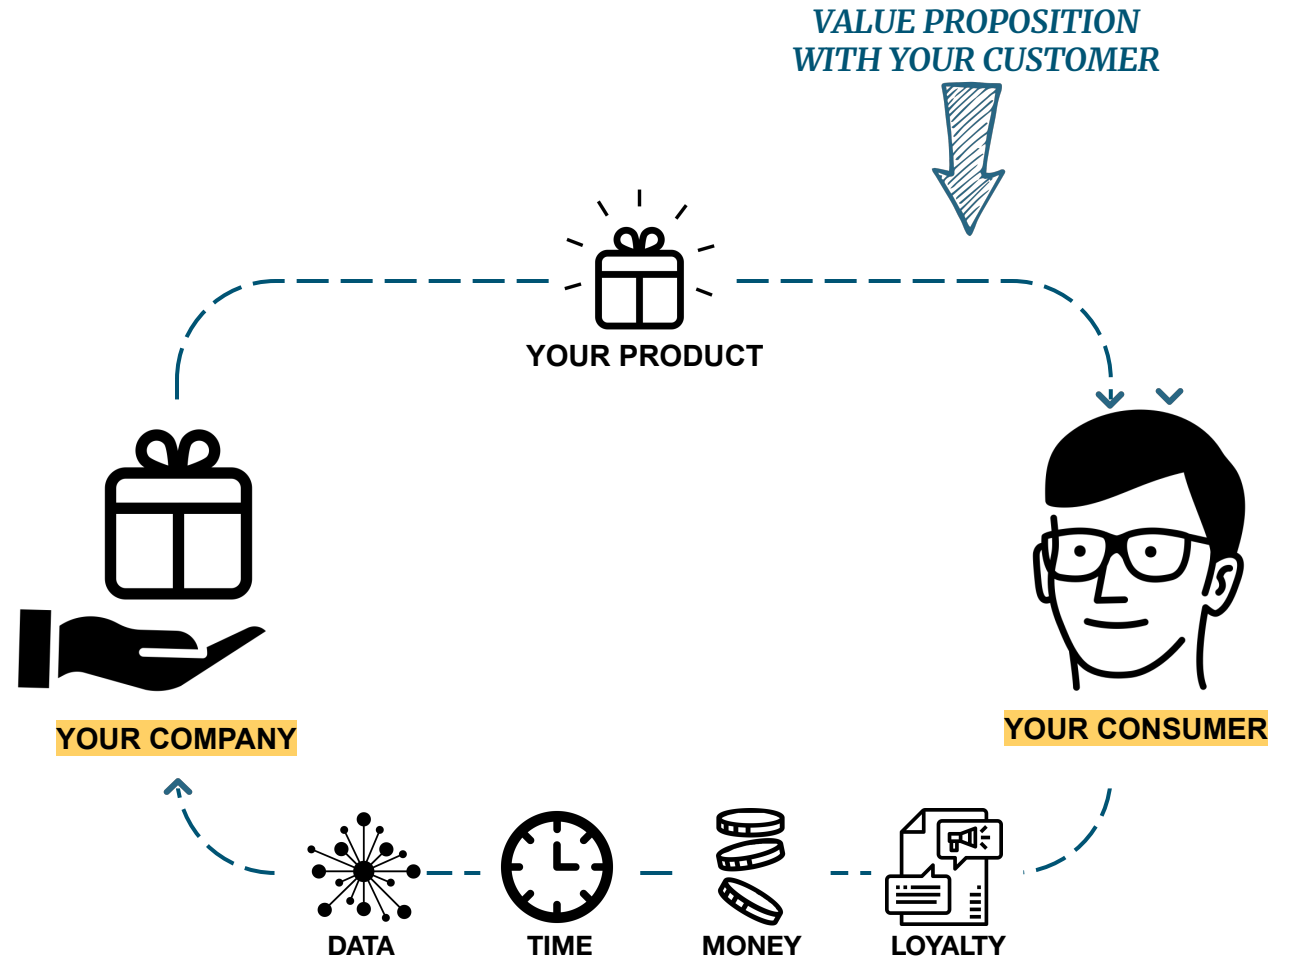 VALUE PROPOSITION
WITH YOUR CUSTOMER
YOUR PRODUCT
YOUR COMPANY
YOUR CONSUMER
DATA
TIME
MONEY
LOYALTY